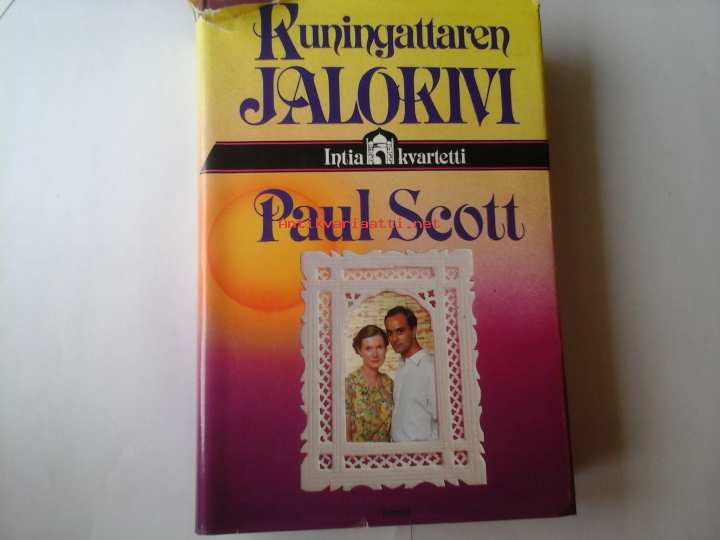 Kuningattaren
JALOKIVI
Intia kvartetti
Paul Scott
Antikvariaatti.net